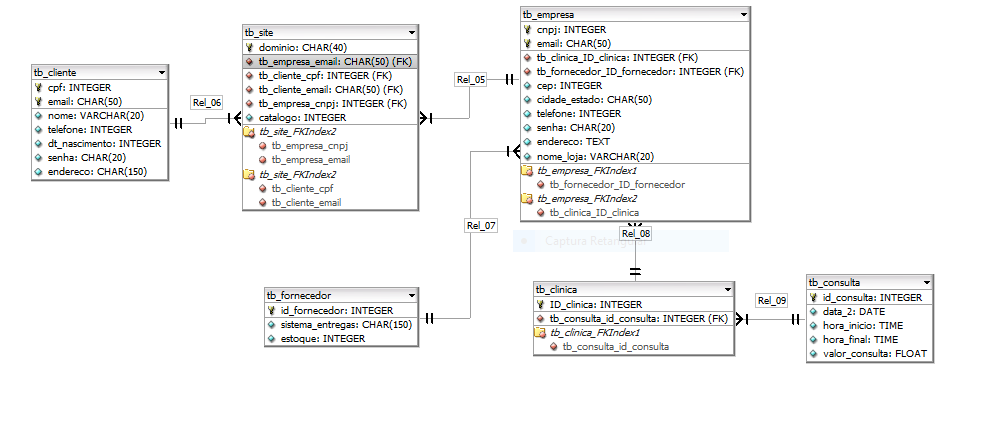 tb_cliente
cpf: INTEGER
email: CHAR(50)
nome: VARCHAR(20)
telefone: INTEGER
dt_nascimento: INTEGER
senha: CHAR(20)
endereco: CHAR(150)
Rel_06
tb_site
dominio: CHAR(40)
tb_empresa_email: CHAR(50) (FK)
tb_cliente_cpf: INTEGER (FK)
tb_cliente_email: CHAR(50) (FK)
tb_empresa_cnpj: INTEGER (FK)
catalogo: INTEGER
tb_site_FKIndex2
tb_empresa_cnpj
tb_empresa_email
tb_site_FKIndex2
tb_cliente_cpf
tb_cliente_email
Rel_05
tb_empresa
cnpj: INTEGER
email: CHAR(50)
tb_clinica_ID_clinica: INTEGER (FK)
tb_fornecedor_ID_fornecedor: INTEGER (FK)
cep: INTEGER
cidade_estado: CHAR(50)
telefone: INTEGER
senha: CHAR(20)
endereco: TEXT
nome_loja: VARCHAR(20)
tb_empresa_FKIndex1
tb_fornecedor_ID_fornecedor
tb_empresa_FKIndex2
tb_clinica_ID_clinica
Rel_07
Rel_08
Captura Retangular
tb_fornecedor
id_fornecedor: INTEGER
sistema_entregas: CHAR(150)
estoque: INTEGER
tb_clinica
ID_clinica: INTEGER
tb_consulta_id_consulta: INTEGER (FK)
tb_clinica_FKIndex1
tb_consulta_id_consulta
Rel_09
tb_consulta
id_consulta: INTEGER
data_2: DATE
hora_inicio: TIME
hora_final: TIME
valor_consulta: FLOAT